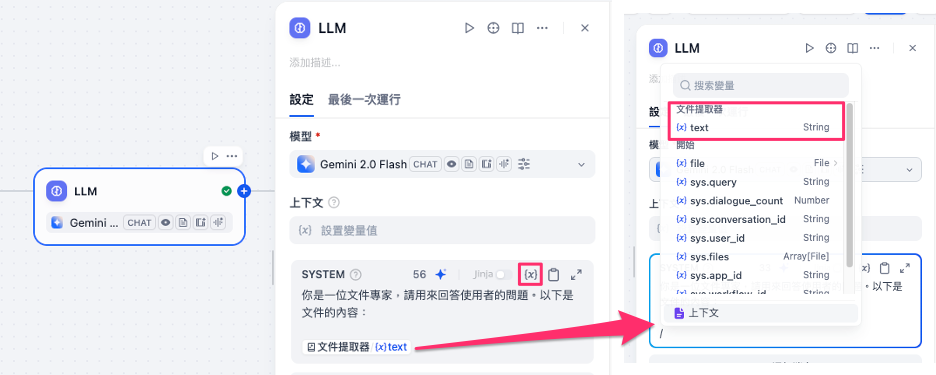 LLM
Gemini ...
CHAT
LLM
添加描述...
設定
最後一次運行
模型 *
Gemini 2.0 Flash
CHAT
上下文
{x} 設置變量值
SYSTEM
56
Jinja
{x}
你是一位文件專家，請用來回答使用者的問題。以下是
文件的內容：
文件提取器 {x} text
LLM
搜索變量
文件提取器
{x} text String
開始
{x} file File
{x} sys.query String
{x} sys.dialogue_count Number
{x} sys.conversation_id String
{x} sys.user_id String
{x} sys.files Array[File]
{x} sys.app_id String
{x} sys.workflow_id String
上下文
{x}
。以下是
/